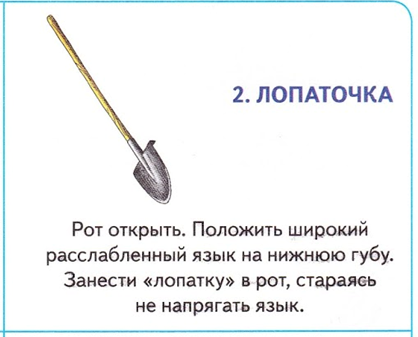 2. ЛОПАТОЧКА
Рот открыть. Положить широкий
расслабленный язык на нижнюю губу.
Занести «лопатку» в рот, стараясь
не напрягать язык.